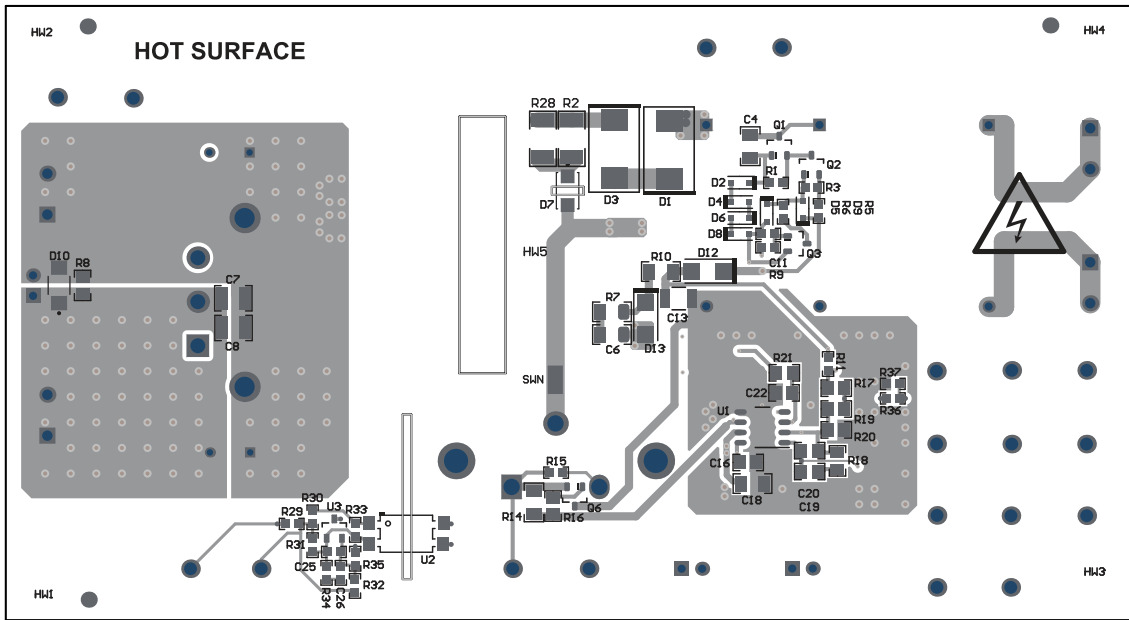 HW2
HOT SURFACE
HW4
R28 R2
C4
Q1
Q2
R1
D2
R3
D4
D6
D8
D7
D3
D1
D5
R6
D9
R5
HW5
Q3
C11
R9
D12
R10
D10
R8
C7
C8
R7
C6
C13
D13
SWN
R11
R21
R17
R37
C22
R36
U1
R19
R20
C16
R18
C18
C20
C19
R15
R14
R16
Q6
R30
U3
R33
R29
R31
U2
C25
R35
R32
R34
C26
HW1
HW3